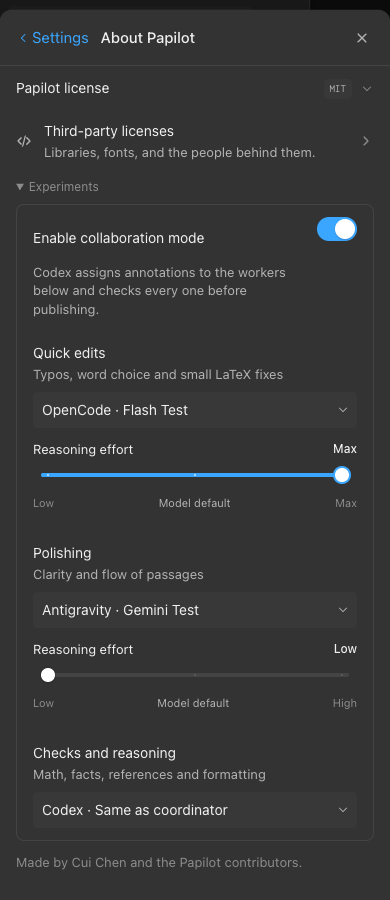 Settings About Papilot
Papilot license MIT
Third-party licenses
Libraries, fonts, and the people behind them.
Experiments
Enable collaboration mode
Codex assigns annotations to the workers
below and checks every one before
publishing.
Quick edits
Typos, word choice and small LaTeX fixes
OpenCode · Flash Test
Reasoning effort Max
Low Model default Max
Polishing
Clarity and flow of passages
Antigravity · Gemini Test
Reasoning effort Low
Low Model default High
Checks and reasoning
Math, facts, references and formatting
Codex · Same as coordinator
Made by Cui Chen and the Papilot contributors.